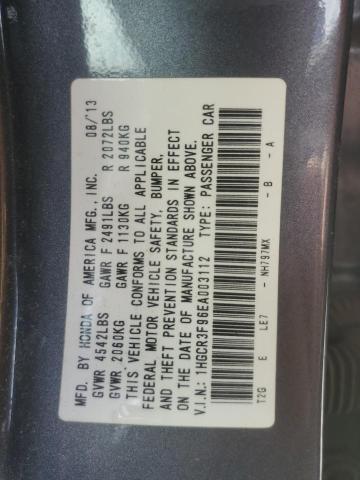 MFD. BY HONDA OF AMERICA MFG., INC. 08/13
GVWR 4542LBS GAWR F 2491LBS R 2072LBS
GVWR 2060KG GAWR F 1130KG R 940KG
THIS VEHICLE CONFORMS TO ALL APPLICABLE
FEDERAL MOTOR VEHICLE SAFETY, BUMPER,
AND THEFT PREVENTION STANDARDS IN EFFECT
ON THE DATE OF MANUFACTURE SHOWN ABOVE.
V.I.N.: 1HGCR3F96EA003112 TYPE: PASSENGER CAR
T2G E LE7 - NH797MX - B - A